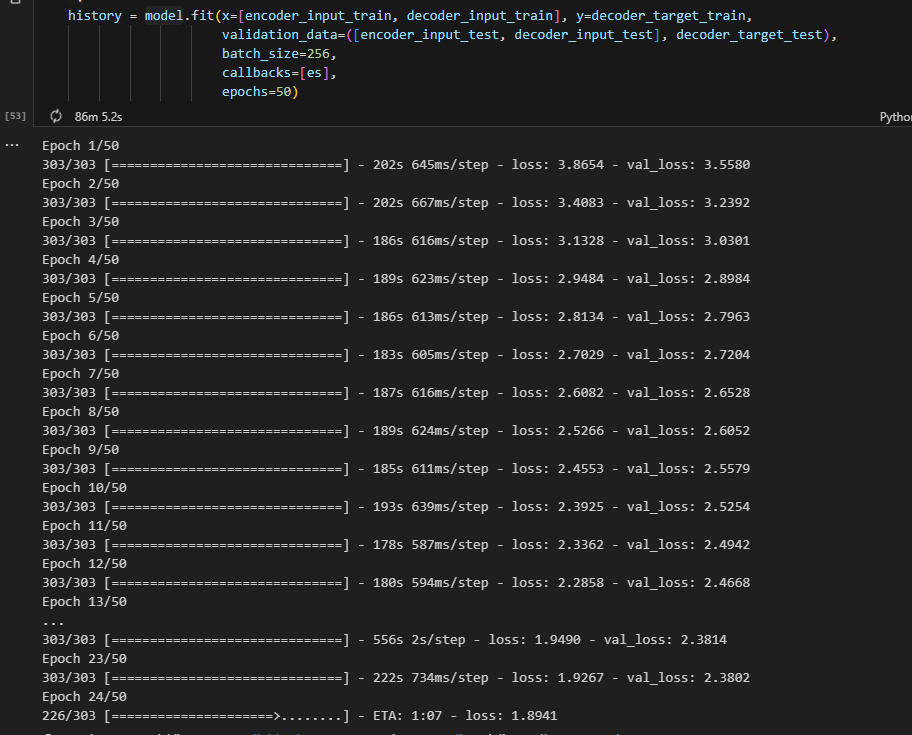 history = model.fit(x=[encoder_input_train, decoder_input_train], y=decoder_target_train,
validation_data=([encoder_input_test, decoder_input_test], decoder_target_test),
batch_size=256,
callbacks=[es],
epochs=50)
[53] 86m 5.2s Python
... Epoch 1/50
303/303 [==============================] - 202s 645ms/step - loss: 3.8654 - val_loss: 3.5580
Epoch 2/50
303/303 [==============================] - 202s 667ms/step - loss: 3.4083 - val_loss: 3.2392
Epoch 3/50
303/303 [==============================] - 186s 616ms/step - loss: 3.1328 - val_loss: 3.0301
Epoch 4/50
303/303 [==============================] - 189s 623ms/step - loss: 2.9484 - val_loss: 2.8984
Epoch 5/50
303/303 [==============================] - 186s 613ms/step - loss: 2.8134 - val_loss: 2.7963
Epoch 6/50
303/303 [==============================] - 183s 605ms/step - loss: 2.7029 - val_loss: 2.7204
Epoch 7/50
303/303 [==============================] - 187s 616ms/step - loss: 2.6082 - val_loss: 2.6528
Epoch 8/50
303/303 [==============================] - 189s 624ms/step - loss: 2.5266 - val_loss: 2.6052
Epoch 9/50
303/303 [==============================] - 185s 611ms/step - loss: 2.4553 - val_loss: 2.5579
Epoch 10/50
303/303 [==============================] - 193s 639ms/step - loss: 2.3925 - val_loss: 2.5254
Epoch 11/50
303/303 [==============================] - 178s 587ms/step - loss: 2.3362 - val_loss: 2.4942
Epoch 12/50
303/303 [==============================] - 180s 594ms/step - loss: 2.2858 - val_loss: 2.4668
Epoch 13/50
...
303/303 [==============================] - 556s 2s/step - loss: 1.9490 - val_loss: 2.3814
Epoch 23/50
303/303 [==============================] - 222s 734ms/step - loss: 1.9267 - val_loss: 2.3802
Epoch 24/50
226/303 [=====================>........] - ETA: 1:07 - loss: 1.8941